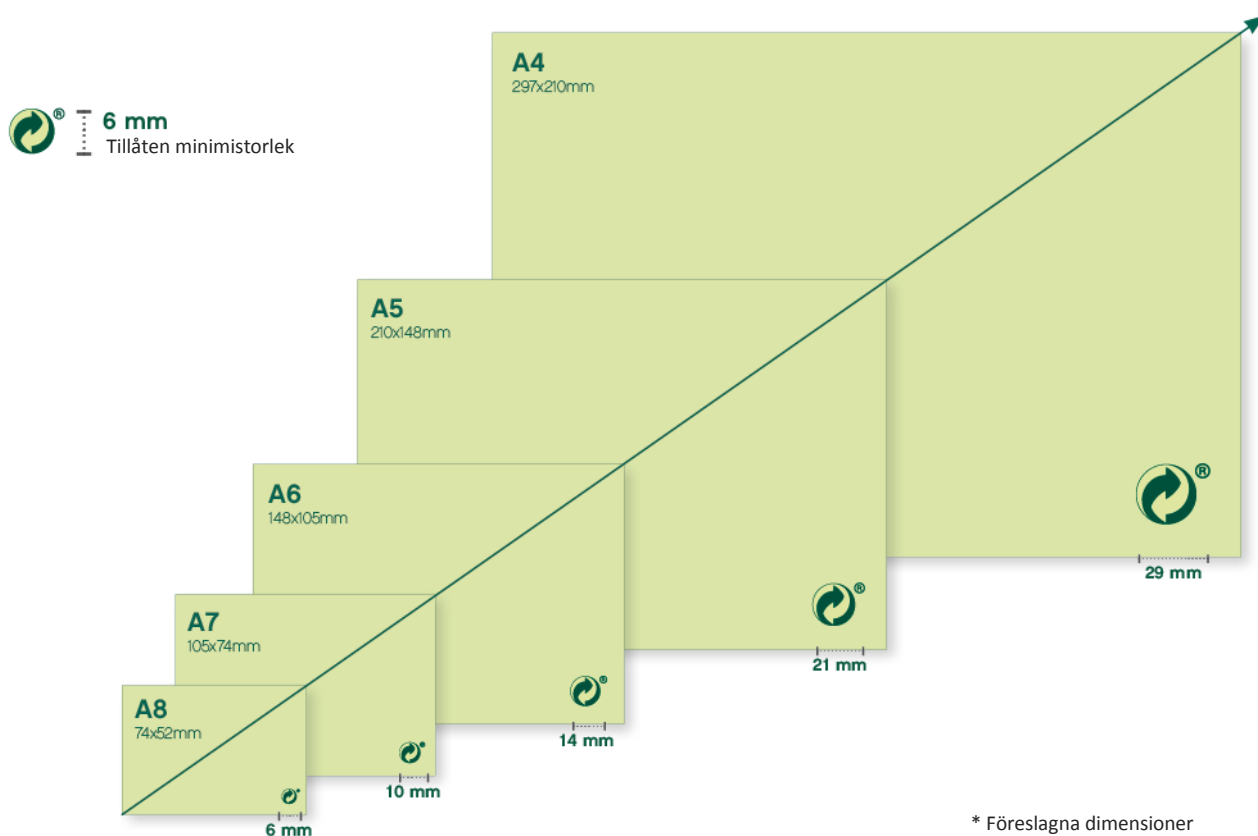 A4
297x210mm
®
6 mm
Tillåten minimistorlek
A5
210x148mm
A6
148x105mm
®
29 mm
A7
105x74mm
®
21 mm
A8
74x52mm
®
14 mm
10 mm
6 mm
* Föreslagna dimensioner